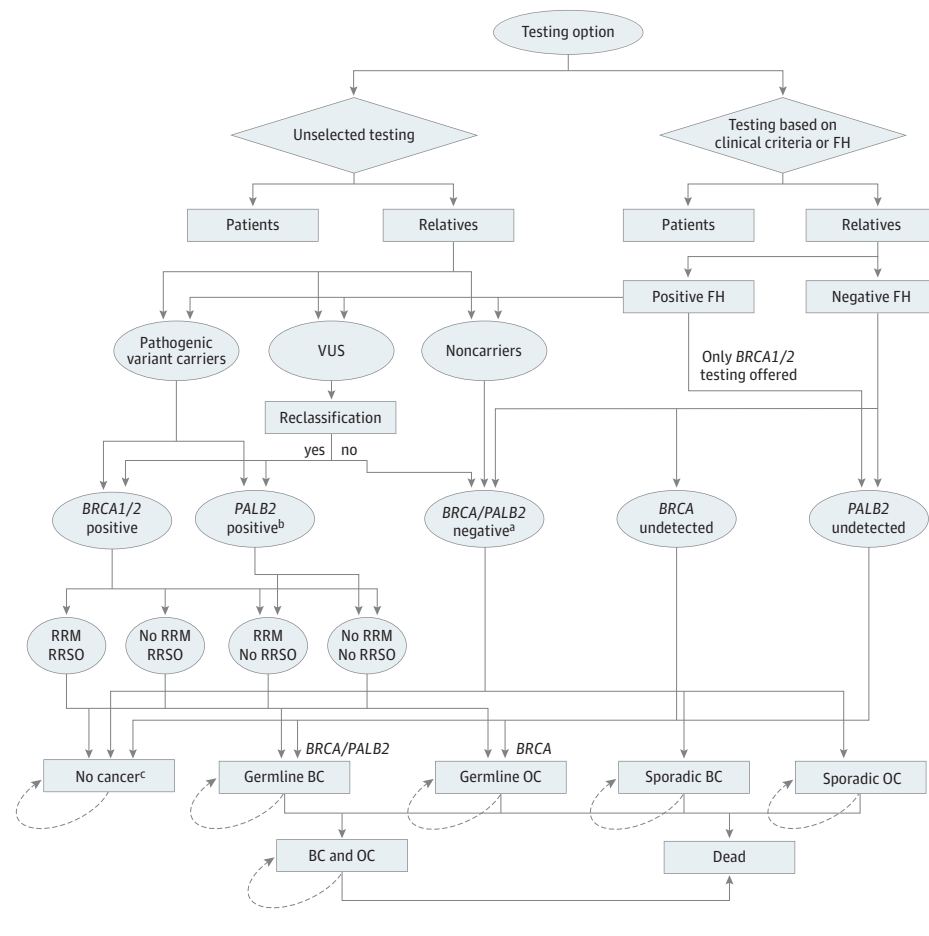 Testing option
Unselected testing
Testing based on
clinical criteria or FH
Patients
Relatives
Patients
Relatives
Positive FH
Negative FH
Pathogenic
variant carriers
VUS
Noncarriers
Only BRCA1/2
testing offered
Reclassification
yes
no
BRCA1/2
positive
PALB2
positiveᵇ
BRCA/PALB2
negativeᵃ
BRCA
undetected
PALB2
undetected
RRM
RRSO
No RRM
RRSO
RRM
No RRSO
No RRM
No RRSO
BRCA/PALB2
BRCA
No cancerᶜ
Germline BC
Germline OC
Sporadic BC
Sporadic OC
BC and OC
Dead